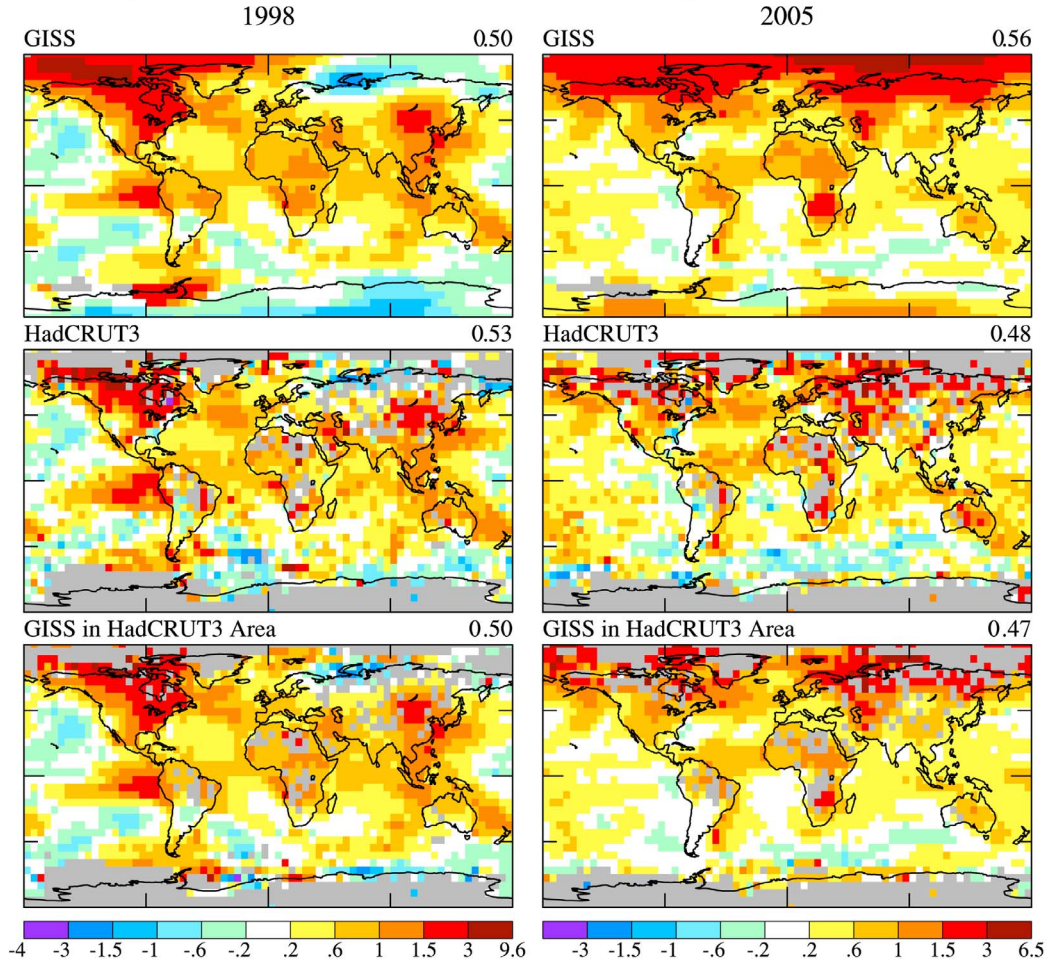 1998 2005
GISS 0.50 GISS 0.56
HadCRUT3 0.53 HadCRUT3 0.48
GISS in HadCRUT3 Area 0.50 GISS in HadCRUT3 Area 0.47
-4 -3 -1.5 -1 -.6 -.2 .2 .6 1 1.5 3 9.6 -3 -1.5 -1 -.6 -.2 .2 .6 1 1.5 3 6.5